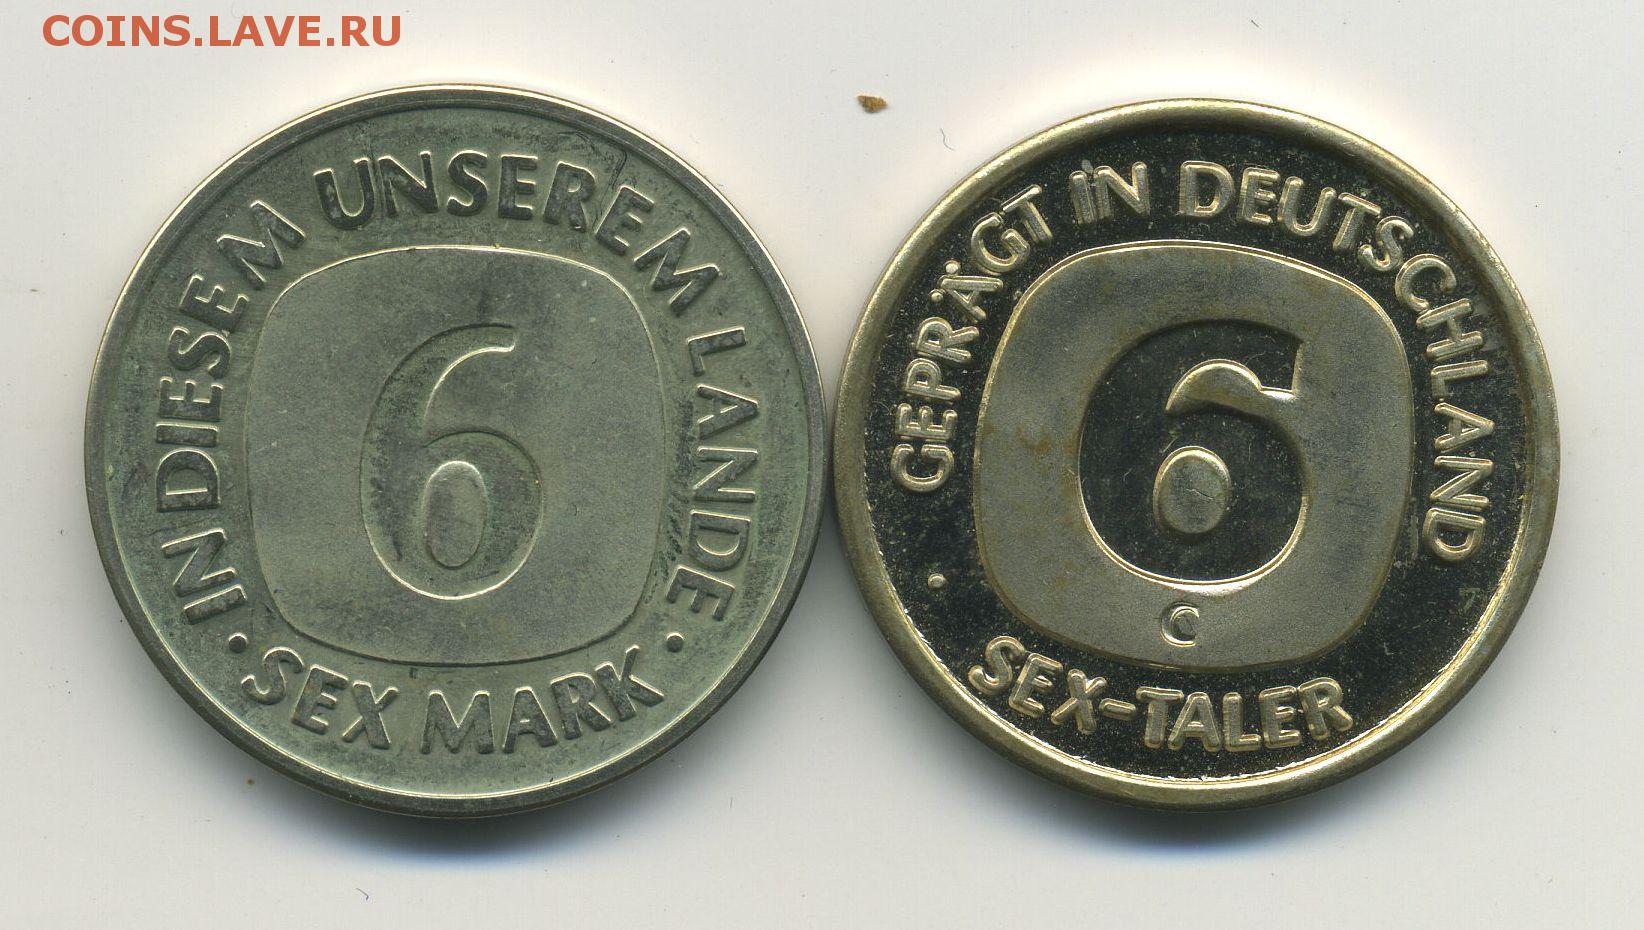 COINS.LAVE.RU
IN DIESEM UNSEREM LANDE
6
· SEX MARK ·
GEPRÄGT IN DEUTSCHLAND
6
C
· SEX-TALER